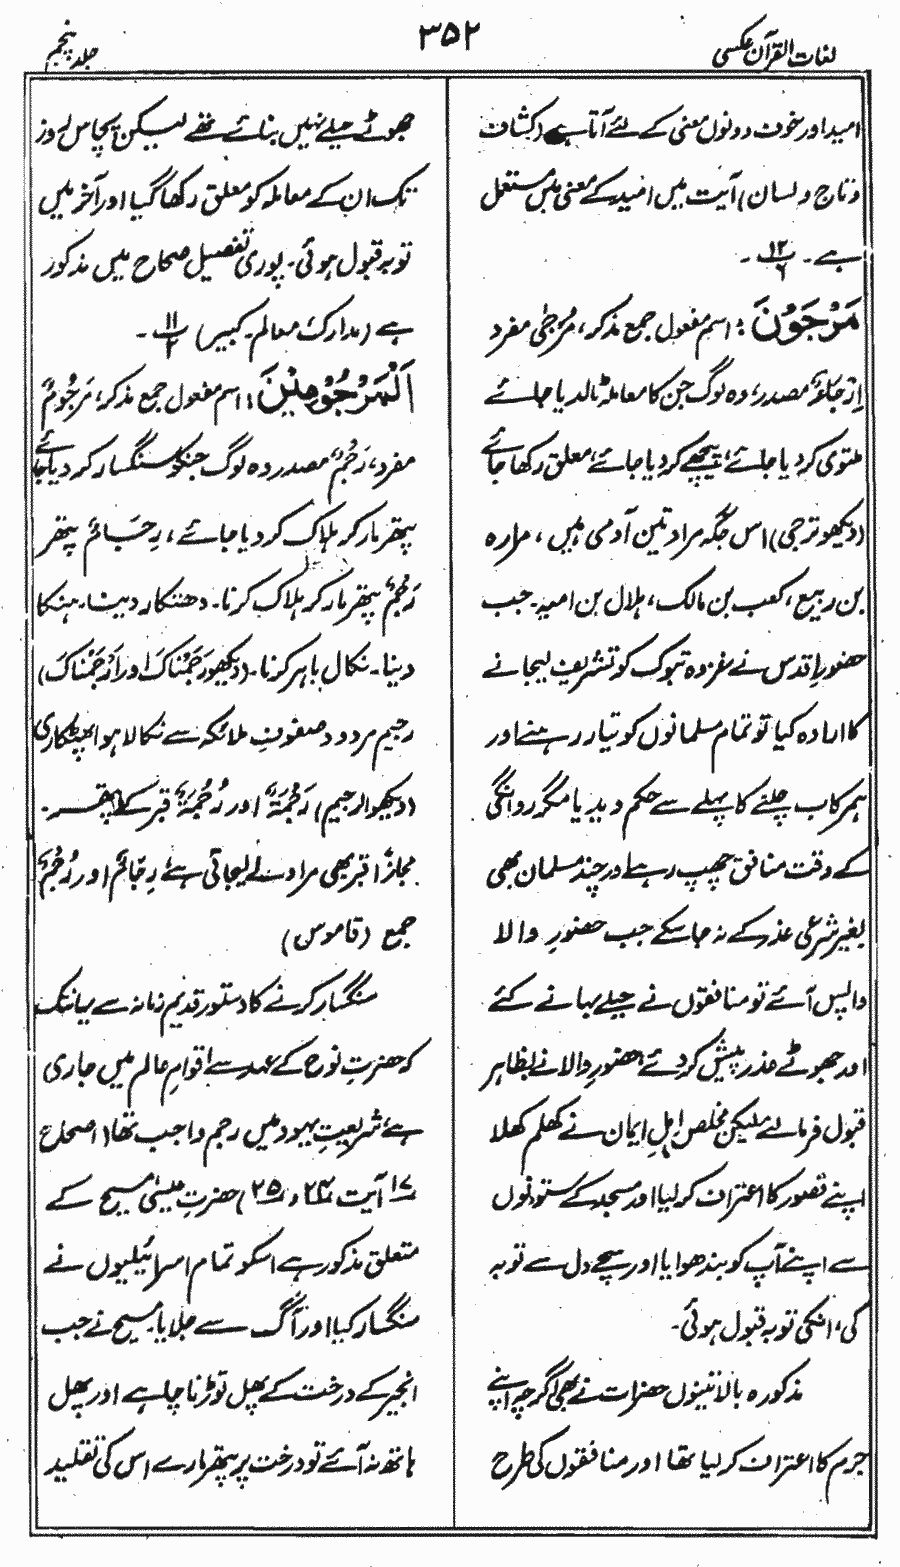 لغات القرآن عکسی
۳۵۲
جلد پنجم
امید اور خوف دونوں معنی کے لئے آتا ہے (کشاف
و تاج و لسان) آیت میں امید کے معنی میں مستعمل
ہے۔ ۱۲/۶ ۔
مَرْجَوْنَ : اسم مفعول جمع مذکر، مُرْجیٰ مفرد
اِرْجَاءٌ مصدر، وہ لوگ جن کا معاملہ ٹالدیا جائے
ملتوی کر دیا جائے، پیچھے کر دیا جائے، معلق رکھا جائے
(دیکھو ترجی) اس جگہ مراد تین آدمی ہیں، مرارہ
بن ربیع، کعب بن مالک، ہلال بن امیہ۔ جب
حضور اقدس نے غزوہ تبوک کو تشریف لیجانے
کا ارادہ کیا تو تمام مسلمانوں کو تیار رہنے اور
ہمرکاب چلنے کا پہلے سے حکم دیدیا مگر روانگی
کے وقت منافق چھپ رہے اور چند مسلمان بھی
بغیر شرعی عذر کے نہ جا سکے جب حضورِ والا
واپس آئے تو منافقوں نے حیلے بہانے کئے
اور جھوٹے عذر پیش کر دئے حضورِ والا نے بظاہر
قبول فرمالئے لیکن مخلص اہلِ ایمان نے کھلم کھلا
اپنے قصور کا اعتراف کر لیا اور مسجد کے ستونوں
سے اپنے آپ کو بندھوایا اور سچے دل سے توبہ
کی، انکی توبہ قبول ہوئی۔
مذکورہ بالا تینوں حضرات نے بھی اگرچہ اپنے
جرم کا اعتراف کر لیا تھا اور منافقوں کی طرح
جھوٹے حیلے نہیں بنائے تھے لیکن پچاس روز
تک ان کے معاملہ کو معلق رکھا گیا اور آخر میں
توبہ قبول ہوئی۔ پوری تفصیل صحاح میں مذکور
ہے (مدارک، معالم۔ کبیر) ۱۱/۲ ۔
اَلْمَرْجُوْمِیْنَ : اسم مفعول جمع مذکر، مَرْجُوْمٌ
مفرد، رَجْمٌ مصدر وہ لوگ جنکو سنگسار کر دیا جائے
پتھر مار کر ہلاک کر دیا جائے، رِجَامٌ پتھر
رَجْمٌ پتھر مار کر ہلاک کرنا۔ دھتکار دینا۔ ہنکا
دینا۔ نکال باہر کرنا۔ (دیکھو رَجَمْنَاکَ اور اَرْجَمْنَاکَ)
رجیم مردود صفوفِ ملائکہ سے نکالا ہوا پھٹکاری
(دیکھو الرجیم) رَجْمَۃٌ اور رُجْمَۃٌ قبر کا پتھر۔
مجازًا قبر بھی مراد لے لیجاتی ہے رِجَامٌ اور رُجُمٌ
جمع (قاموس)
سنگسار کرنے کا دستور قدیم زمانہ سے یہانتک
کہ حضرتِ نوح کے عہد سے اقوامِ عالم میں جاری
ہے، شریعتِ یہود میں رجم واجب تھا (اصحاح
۱۷ آیت ۲۴ و ۲۵) حضرتِ عیسیٰ مسیح کے
متعلق مذکور ہے اسکو تمام اسرائیلیوں نے
سنگسار کیا اور آگ سے جلایا۔ مسیح نے جب
انجیر کے درخت کے پھل توڑنا چاہے اور پھل
ہاتھ نہ آئے تو درخت پر پتھر مارے اس کی تقلید